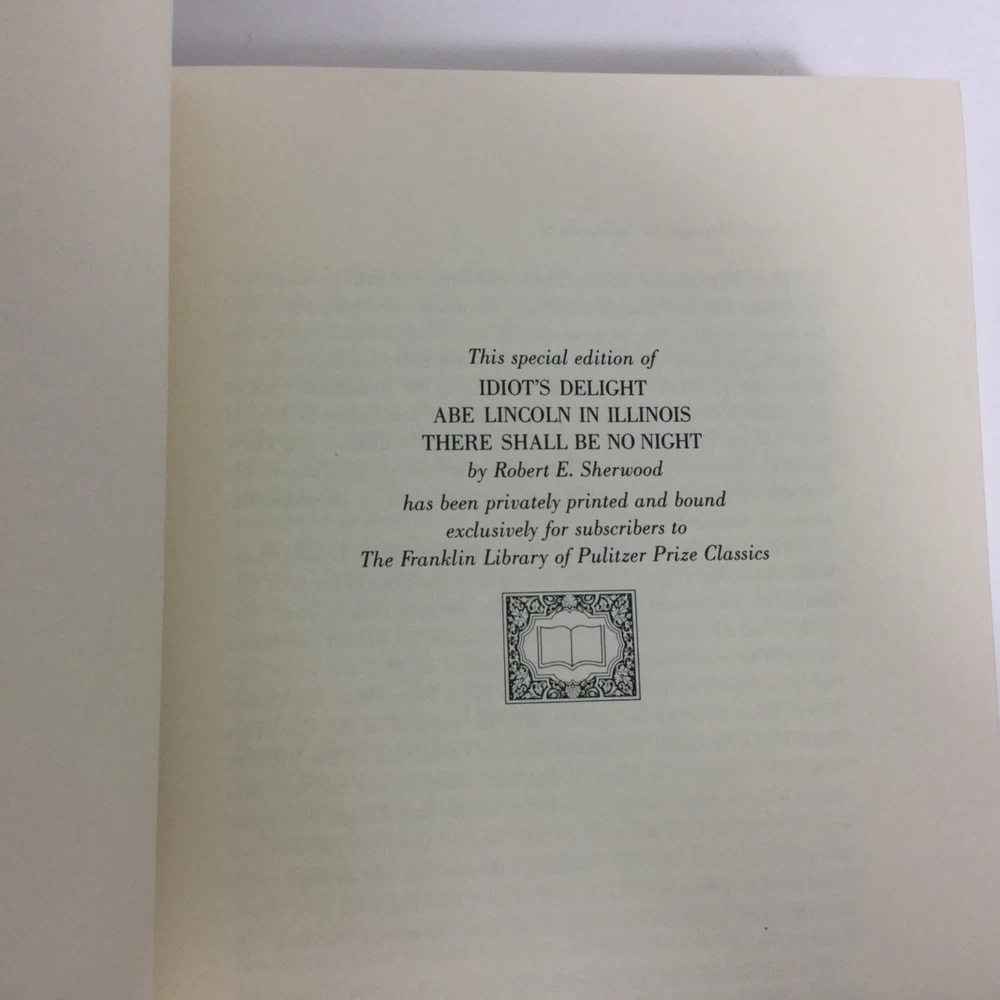 This special edition of
IDIOT'S DELIGHT
ABE LINCOLN IN ILLINOIS
THERE SHALL BE NO NIGHT
by Robert E. Sherwood
has been privately printed and bound
exclusively for subscribers to
The Franklin Library of Pulitzer Prize Classics